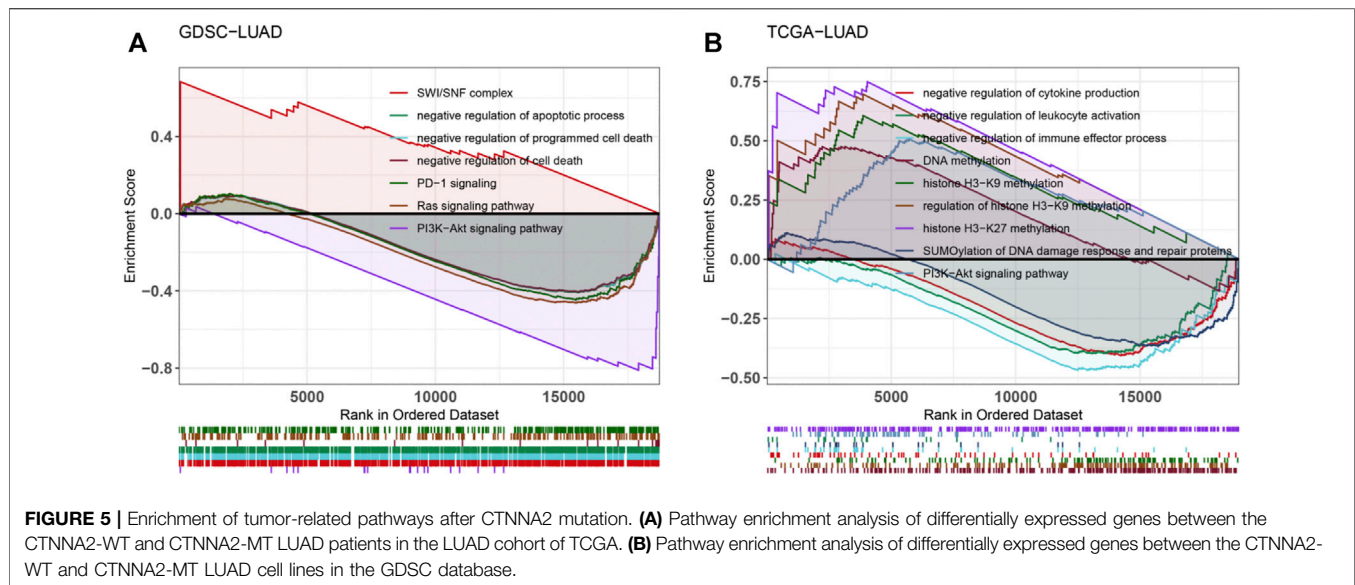 A
GDSC−LUAD
Enrichment Score
0.4
0.0
−0.4
−0.8
SWI/SNF complex
negative regulation of apoptotic process
negative regulation of programmed cell death
negative regulation of cell death
PD−1 signaling
Ras signaling pathway
PI3K−Akt signaling pathway
5000
10000
15000
Rank in Ordered Dataset
B
TCGA−LUAD
Enrichment Score
0.75
0.50
0.25
0.00
−0.25
−0.50
negative regulation of cytokine production
negative regulation of leukocyte activation
negative regulation of immune effector process
DNA methylation
histone H3−K9 methylation
regulation of histone H3−K9 methylation
histone H3−K27 methylation
SUMOylation of DNA damage response and repair proteins
PI3K−Akt signaling pathway
5000
10000
15000
Rank in Ordered Dataset
FIGURE 5 | Enrichment of tumor-related pathways after CTNNA2 mutation. (A) Pathway enrichment analysis of differentially expressed genes between the
CTNNA2-WT and CTNNA2-MT LUAD patients in the LUAD cohort of TCGA. (B) Pathway enrichment analysis of differentially expressed genes between the CTNNA2-
WT and CTNNA2-MT LUAD cell lines in the GDSC database.